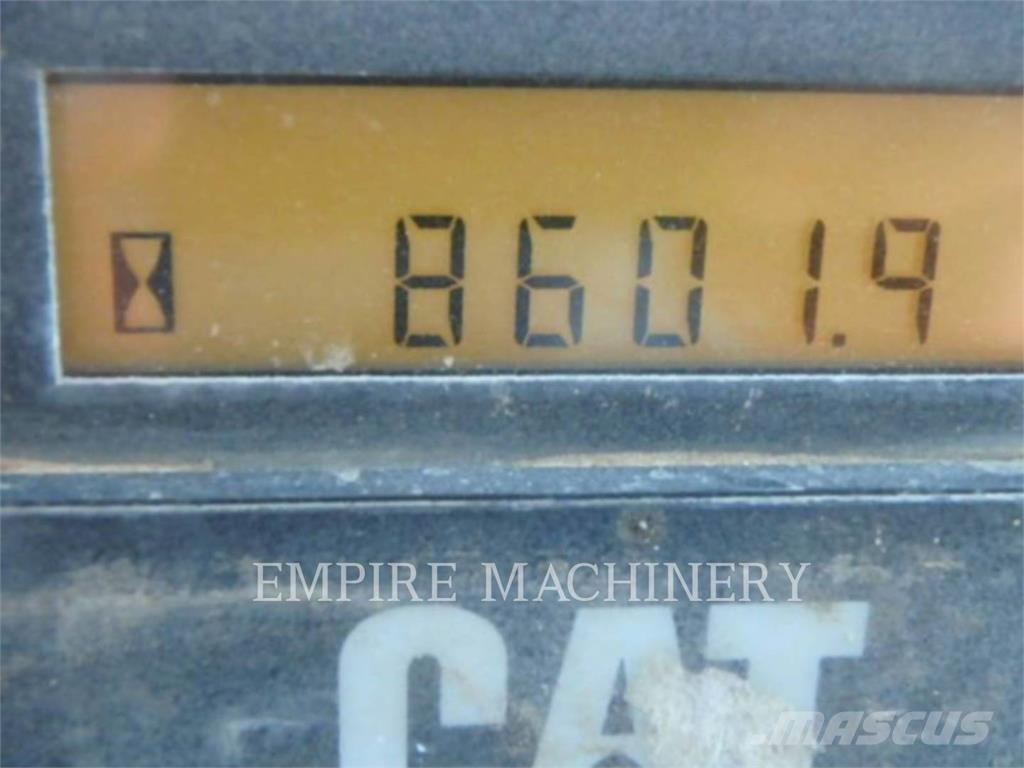 8601.9
EMPIRE MACHINERY
CAT
MASCUS